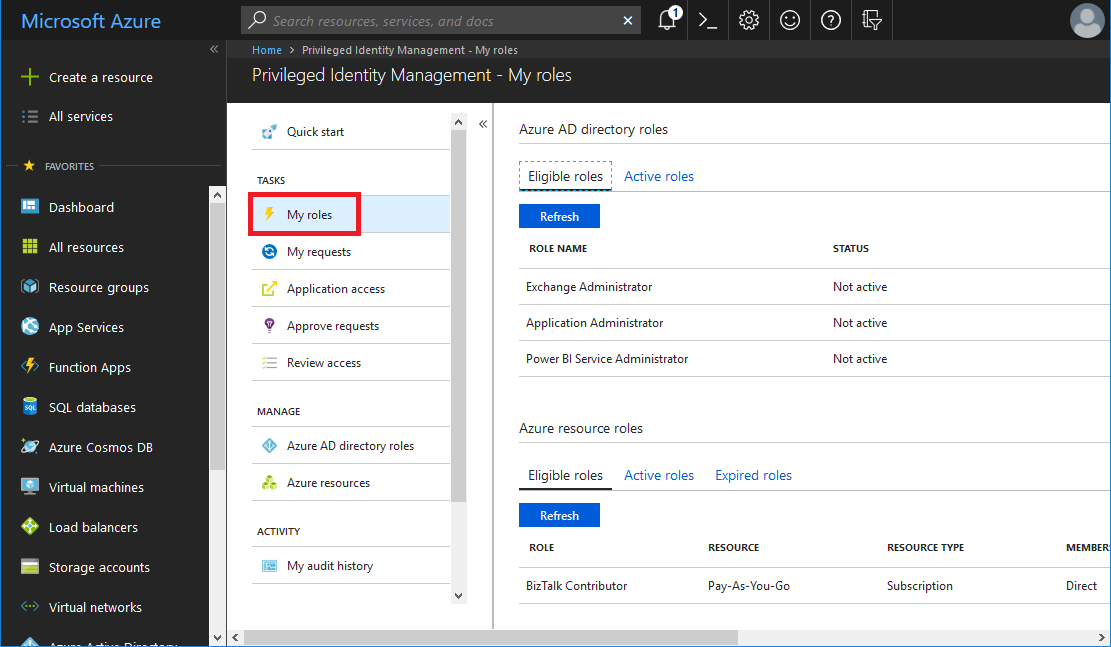 Microsoft Azure
Search resources, services, and docs
1
Create a resource
All services
FAVORITES
Dashboard
All resources
Resource groups
App Services
Function Apps
SQL databases
Azure Cosmos DB
Virtual machines
Load balancers
Storage accounts
Virtual networks
Azure Active Directory
Home > Privileged Identity Management - My roles
Privileged Identity Management - My roles
Quick start
TASKS
My roles
My requests
Application access
Approve requests
Review access
MANAGE
Azure AD directory roles
Azure resources
ACTIVITY
My audit history
Azure AD directory roles
Eligible roles Active roles
Refresh
ROLE NAME STATUS
Exchange Administrator Not active
Application Administrator Not active
Power BI Service Administrator Not active
Azure resource roles
Eligible roles Active roles Expired roles
Refresh
ROLE RESOURCE RESOURCE TYPE MEMBERS
BizTalk Contributor Pay-As-You-Go Subscription Direct